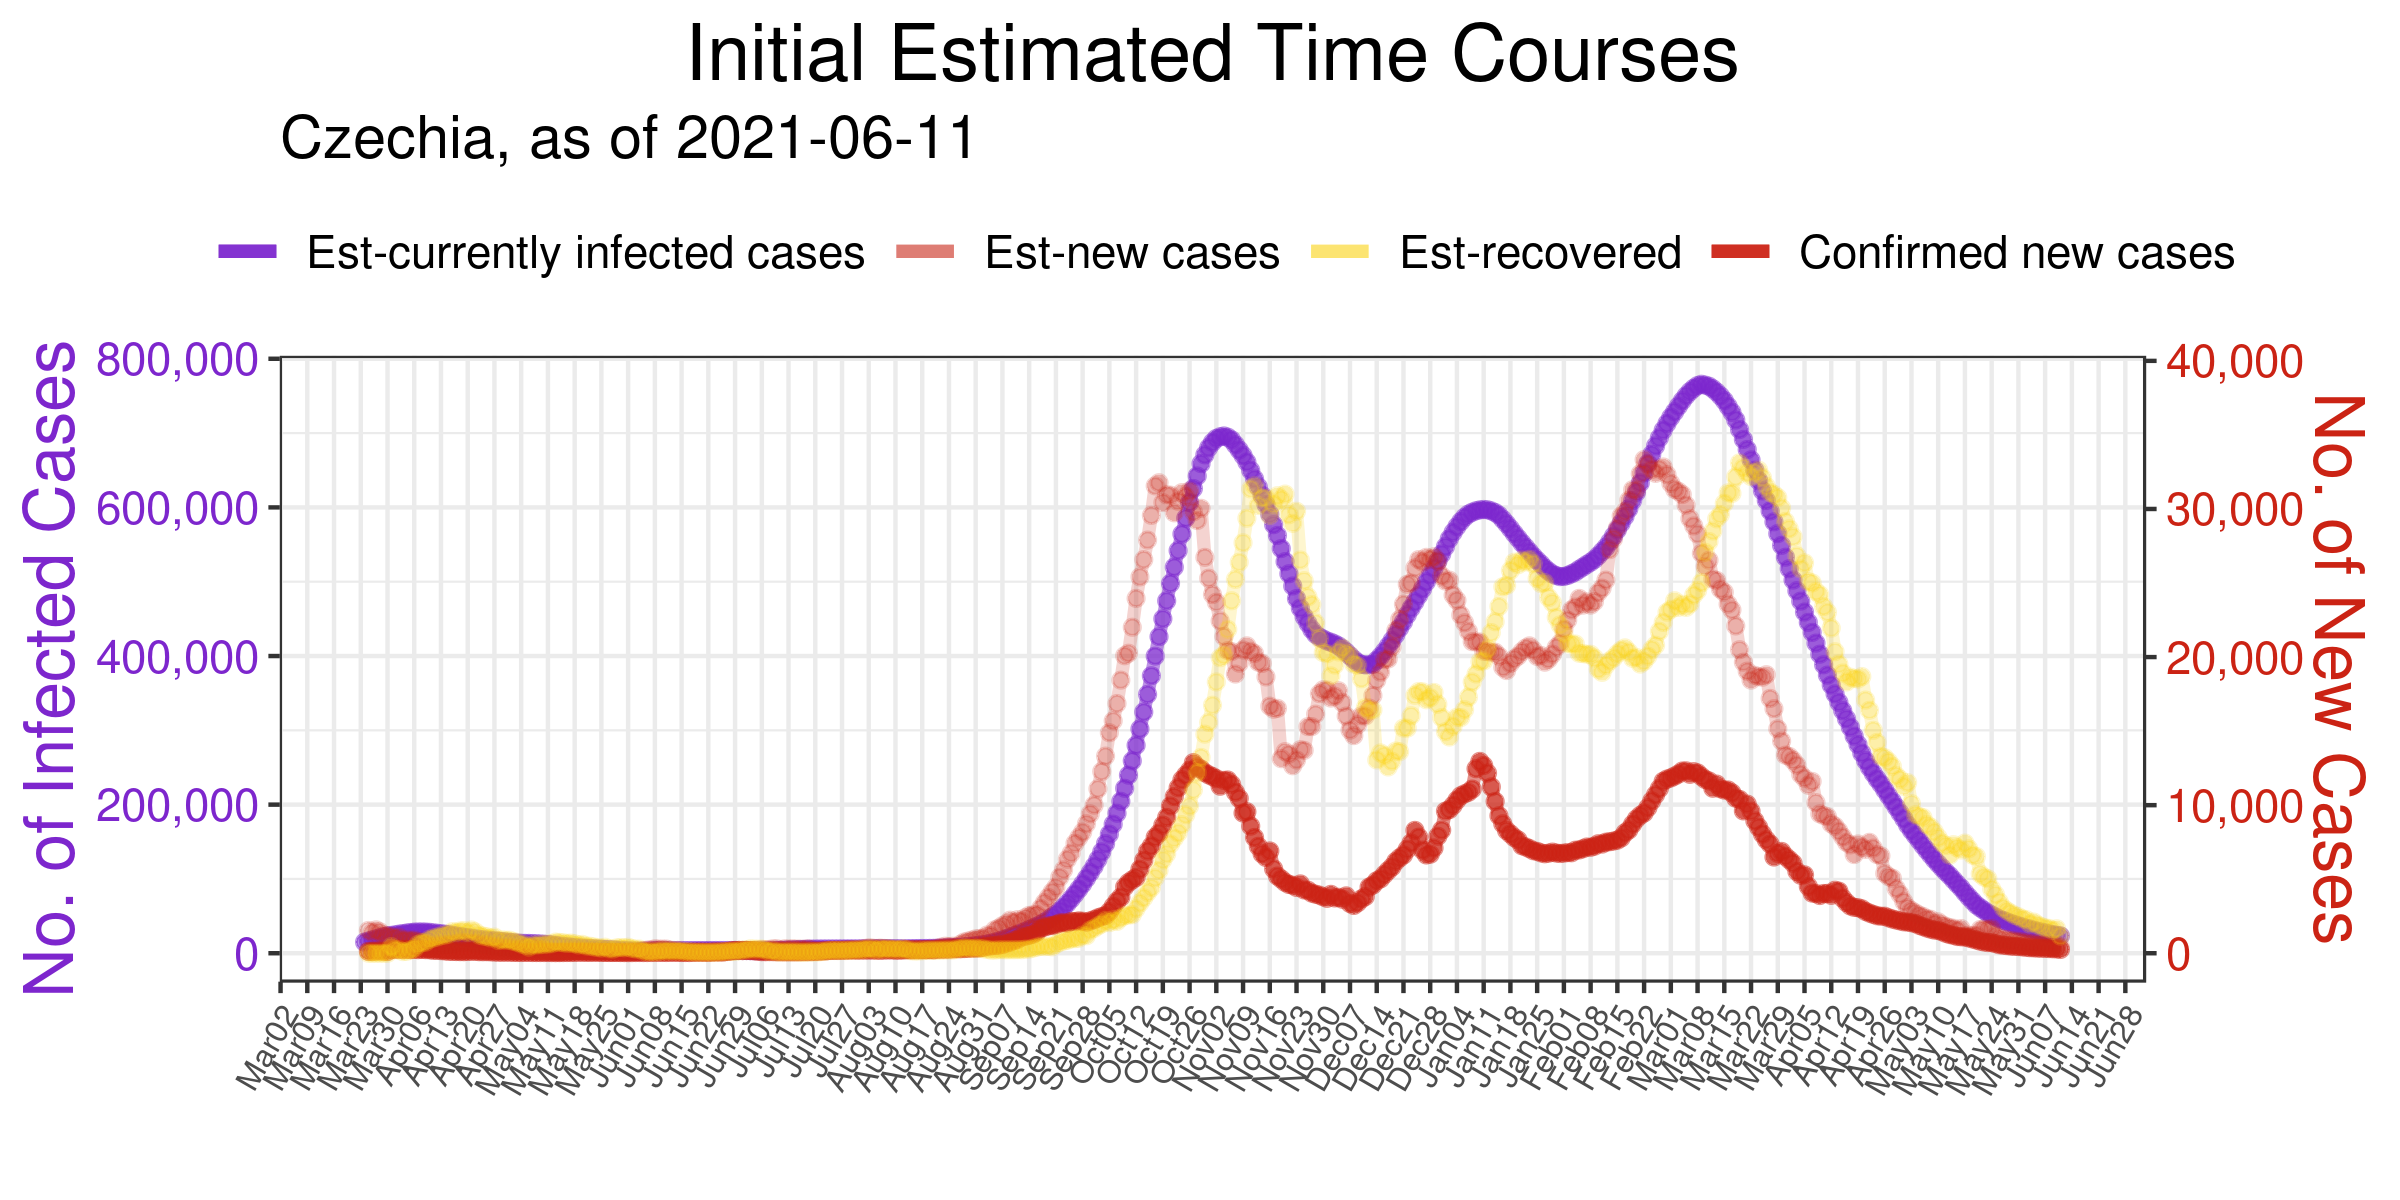 Initial Estimated Time Courses
Czechia, as of 2021-06-11
Est-currently infected cases Est-new cases Est-recovered Confirmed new cases
No. of Infected Cases
800,000
600,000
400,000
200,000
0
40,000
30,000
20,000
10,000
0
No. of New Cases
Mar02 Mar09 Mar16 Mar23 Mar30 Apr06 Apr13 Apr20 Apr27 May04 May11 May18 May25 Jun01 Jun08 Jun15 Jun22 Jun29 Jul06 Jul13 Jul20 Jul27 Aug03 Aug10 Aug17 Aug24 Aug31 Sep07 Sep14 Sep21 Sep28 Oct05 Oct12 Oct19 Oct26 Nov02 Nov09 Nov16 Nov23 Nov30 Dec07 Dec14 Dec21 Dec28 Jan04 Jan11 Jan18 Jan25 Feb01 Feb08 Feb15 Feb22 Mar01 Mar08 Mar15 Mar22 Mar29 Apr05 Apr12 Apr19 Apr26 May03 May10 May17 May24 May31 Jun07 Jun14 Jun21 Jun28